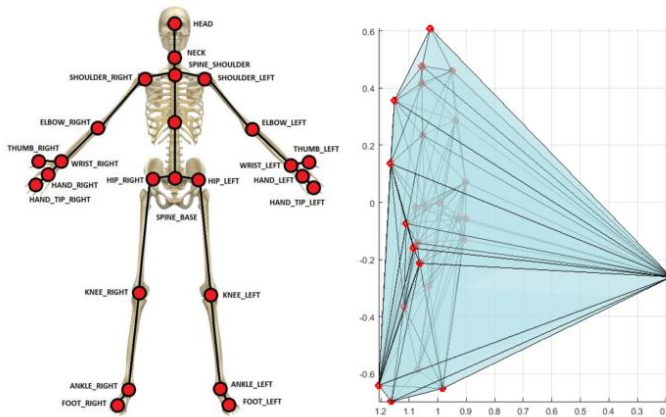 HEAD
NECK
SPINE_SHOULDER
SHOULDER_RIGHT
SHOULDER_LEFT
ELBOW_RIGHT
ELBOW_LEFT
THUMB_RIGHT
THUMB_LEFT
WRIST_RIGHT
WRIST_LEFT
HAND_RIGHT
HIP_RIGHT
HIP_LEFT
HAND_LEFT
HAND_TIP_RIGHT
HAND_TIP_LEFT
SPINE_BASE
KNEE_RIGHT
KNEE_LEFT
ANKLE_RIGHT
ANKLE_LEFT
FOOT_RIGHT
FOOT_LEFT
0.6
0.4
0.2
0
-0.2
-0.4
-0.6
1.2 1.1 1 0.9 0.8 0.7 0.6 0.5 0.4 0.3